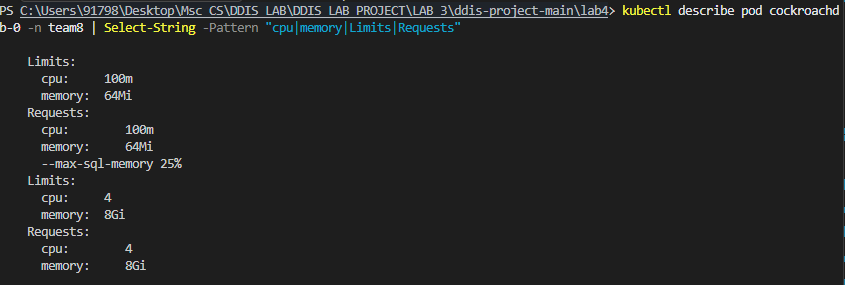 PS C:\Users\91798\Desktop\Msc CS\DDIS LAB\DDIS LAB PROJECT\LAB 3\ddis-project-main\lab4> kubectl describe pod cockroachd
b-0 -n team8 | Select-String -Pattern "cpu|memory|Limits|Requests"
Limits:
cpu: 100m
memory: 64Mi
Requests:
cpu: 100m
memory: 64Mi
--max-sql-memory 25%
Limits:
cpu: 4
memory: 8Gi
Requests:
cpu: 4
memory: 8Gi